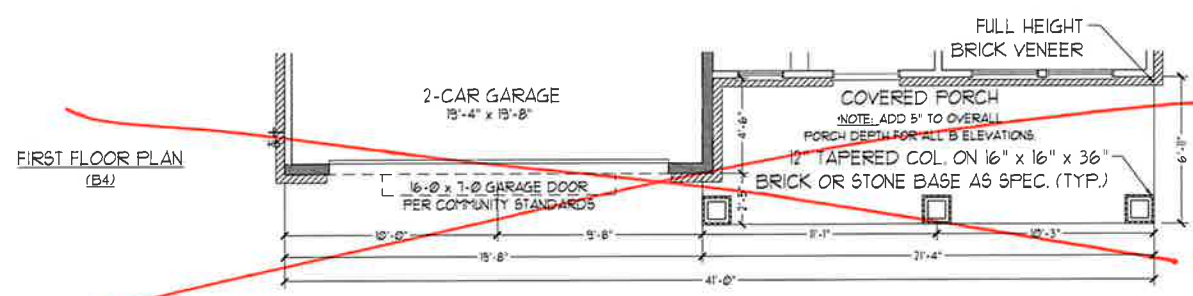 FULL HEIGHT
BRICK VENEER
2-CAR GARAGE
19'-4" x 19'-8"
COVERED PORCH
*NOTE: ADD 5" TO OVERALL
PORCH DEPTH FOR ALL B ELEVATIONS.
4'-6"
6'-11"
FIRST FLOOR PLAN
(B4)
12" TAPERED COL. ON 16" x 16" x 36"
BRICK OR STONE BASE AS SPEC. (TYP.)
16-0 x 7-0 GARAGE DOOR
PER COMMUNITY STANDARDS
2'-5"
10'-0"
9'-8"
11'-1"
10'-3"
19'-8"
21'-4"
41'-0"